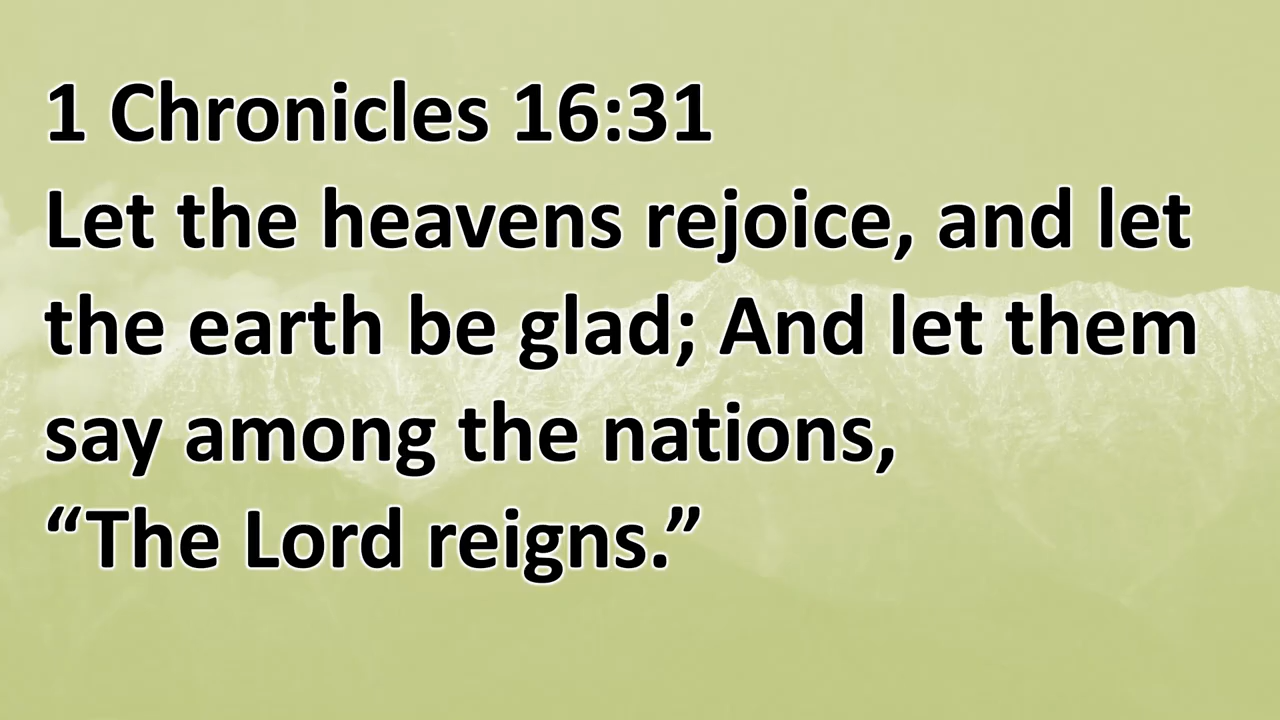 1 Chronicles 16:31
Let the heavens rejoice, and let
the earth be glad; And let them
say among the nations,
“The Lord reigns.”